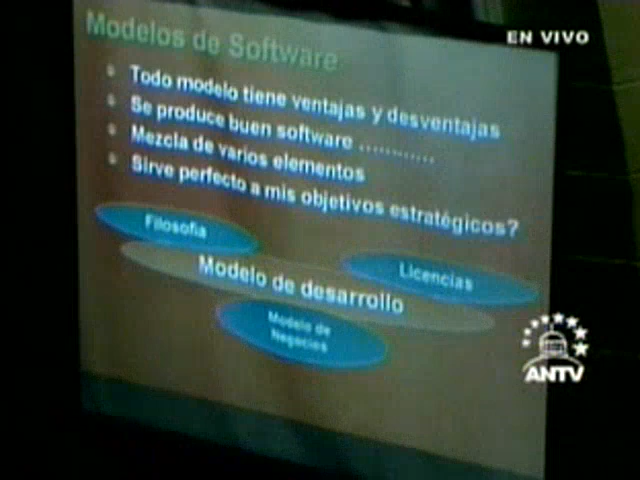 EN VIVO
Modelos de Software
Todo modelo tiene ventajas y desventajas
Se produce buen software ...........
Mezcla de varios elementos
Sirve perfecto a mis objetivos estratégicos?
Filosofia
Licencias
Modelo de desarrollo
Modelo de
Negocios
ANTV